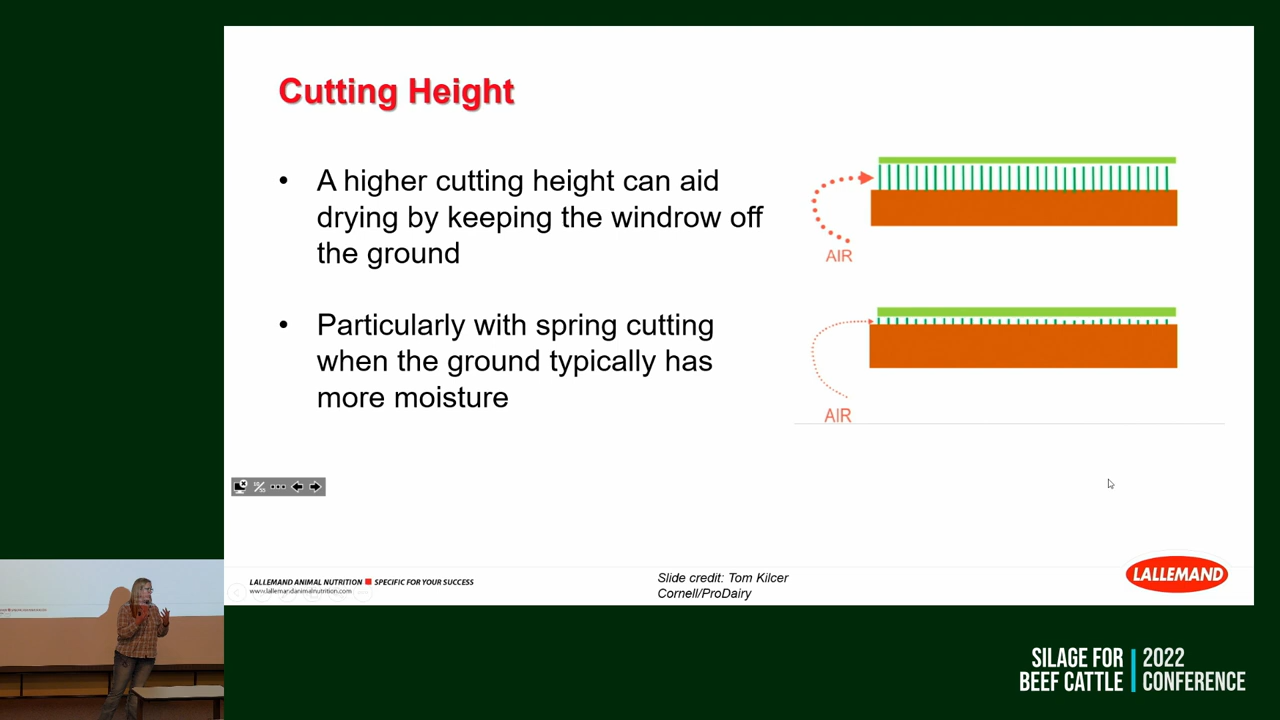 Cutting Height
• A higher cutting height can aid
drying by keeping the windrow off
the ground
• Particularly with spring cutting
when the ground typically has
more moisture
AIR
AIR
LALLEMAND ANIMAL NUTRITION SPECIFIC FOR YOUR SUCCESS
www.lallemandanimalnutrition.com
Slide credit: Tom Kilcer
Cornell/ProDairy
LALLEMAND
SILAGE FOR
BEEF CATTLE
2022
CONFERENCE